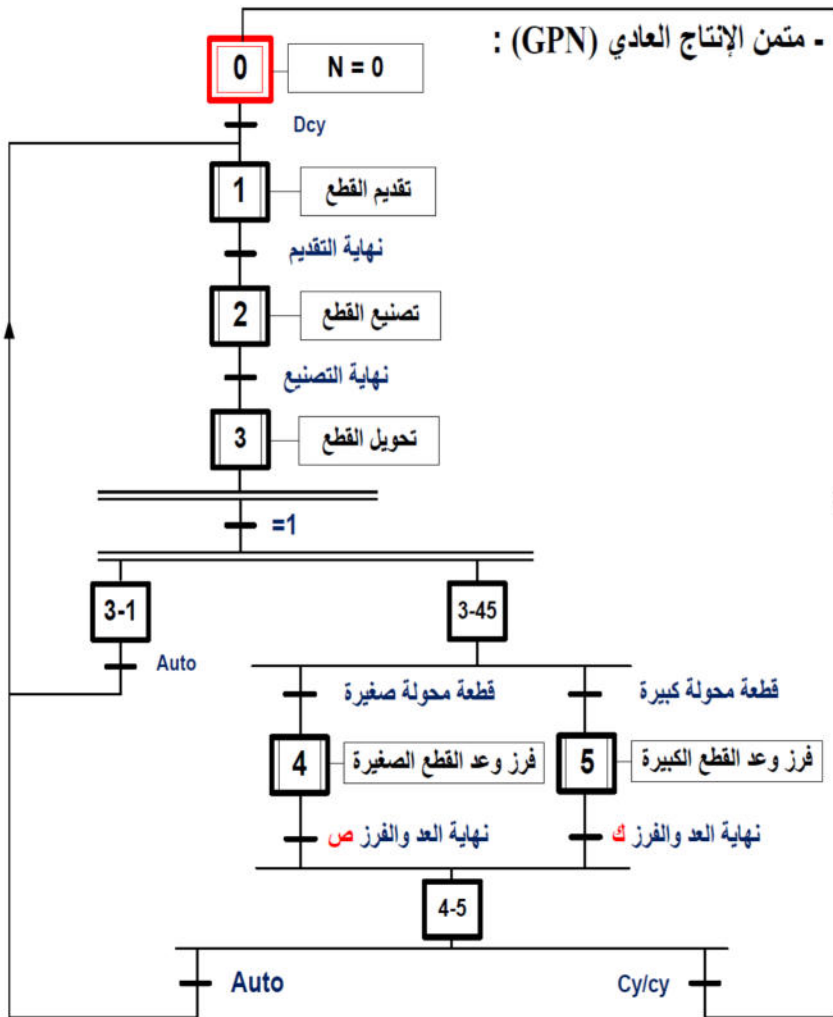 - متمن الإنتاج العادي (GPN) :
0
N = 0
Dcy
1
تقديم القطع
نهاية التقديم
2
تصنيع القطع
نهاية التصنيع
3
تحويل القطع
=1
3-1
3-45
Auto
قطعة محولة صغيرة
قطعة محولة كبيرة
4
فرز وعد القطع الصغيرة
5
فرز وعد القطع الكبيرة
نهاية العد والفرز ص
نهاية العد والفرز ك
4-5
Auto
Cy/cy